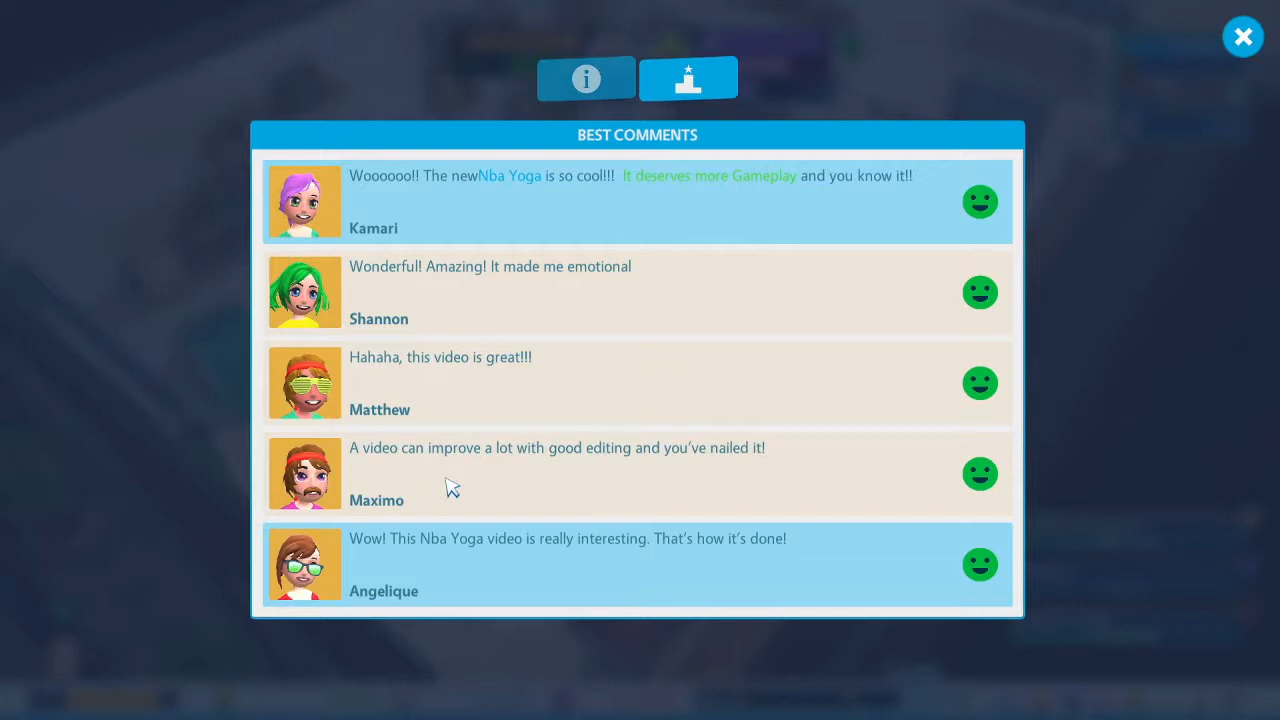 BEST COMMENTS
Woooooo!! The newNba Yoga is so cool!!! It deserves more Gameplay and you know it!!
Kamari
Wonderful! Amazing! It made me emotional
Shannon
Hahaha, this video is great!!!
Matthew
A video can improve a lot with good editing and you've nailed it!
Maximo
Wow! This Nba Yoga video is really interesting. That's how it's done!
Angelique